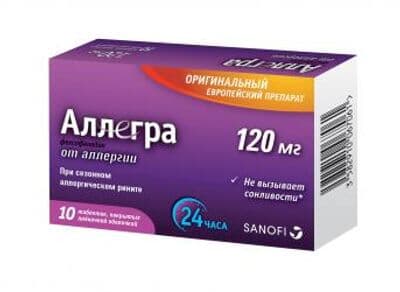 Аллегра
ОРИГИНАЛЬНЫЙ
ЕВРОПЕЙСКИЙ ПРЕПАРАТ
Аллегра
фексофенадин
от аллергии
120 мг
При сезонном
аллергическом рините
✓ Не вызывает
сонливости*
10 таблеток, покрытых
пленочной оболочкой
24 ЧАСА
SANOFI